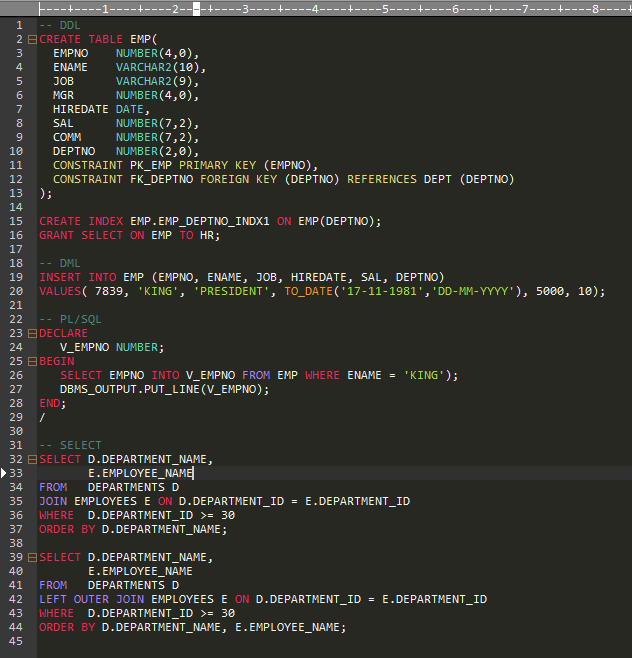 |----+----1----+----2--–-+----3----+----4----+----5----+----6----+----7----+----8----+
1 -- DDL
2 CREATE TABLE EMP(
3   EMPNO    NUMBER(4,0),
4   ENAME    VARCHAR2(10),
5   JOB      VARCHAR2(9),
6   MGR      NUMBER(4,0),
7   HIREDATE DATE,
8   SAL      NUMBER(7,2),
9   COMM     NUMBER(7,2),
10   DEPTNO   NUMBER(2,0),
11   CONSTRAINT PK_EMP PRIMARY KEY (EMPNO),
12   CONSTRAINT FK_DEPTNO FOREIGN KEY (DEPTNO) REFERENCES DEPT (DEPTNO)
13 );
14
15 CREATE INDEX EMP.EMP_DEPTNO_INDX1 ON EMP(DEPTNO);
16 GRANT SELECT ON EMP TO HR;
17
18 -- DML
19 INSERT INTO EMP (EMPNO, ENAME, JOB, HIREDATE, SAL, DEPTNO)
20 VALUES( 7839, 'KING', 'PRESIDENT', TO_DATE('17-11-1981','DD-MM-YYYY'), 5000, 10);
21
22 -- PL/SQL
23 DECLARE
24    V_EMPNO NUMBER;
25 BEGIN
26    SELECT EMPNO INTO V_EMPNO FROM EMP WHERE ENAME = 'KING');
27    DBMS_OUTPUT.PUT_LINE(V_EMPNO);
28 END;
29 /
30
31 -- SELECT
32 SELECT D.DEPARTMENT_NAME,
33        E.EMPLOYEE_NAME
34 FROM   DEPARTMENTS D
35 JOIN EMPLOYEES E ON D.DEPARTMENT_ID = E.DEPARTMENT_ID
36 WHERE  D.DEPARTMENT_ID >= 30
37 ORDER BY D.DEPARTMENT_NAME;
38
39 SELECT D.DEPARTMENT_NAME,
40        E.EMPLOYEE_NAME
41 FROM   DEPARTMENTS D
42 LEFT OUTER JOIN EMPLOYEES E ON D.DEPARTMENT_ID = E.DEPARTMENT_ID
43 WHERE  D.DEPARTMENT_ID >= 30
44 ORDER BY D.DEPARTMENT_NAME, E.EMPLOYEE_NAME;
45